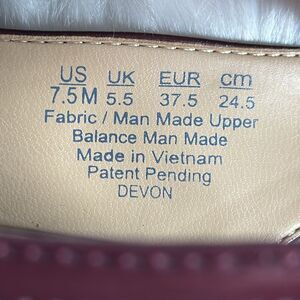 US UK EUR cm
7.5M 5.5 37.5 24.5
Fabric / Man Made Upper
Balance Man Made
Made in Vietnam
Patent Pending
DEVON